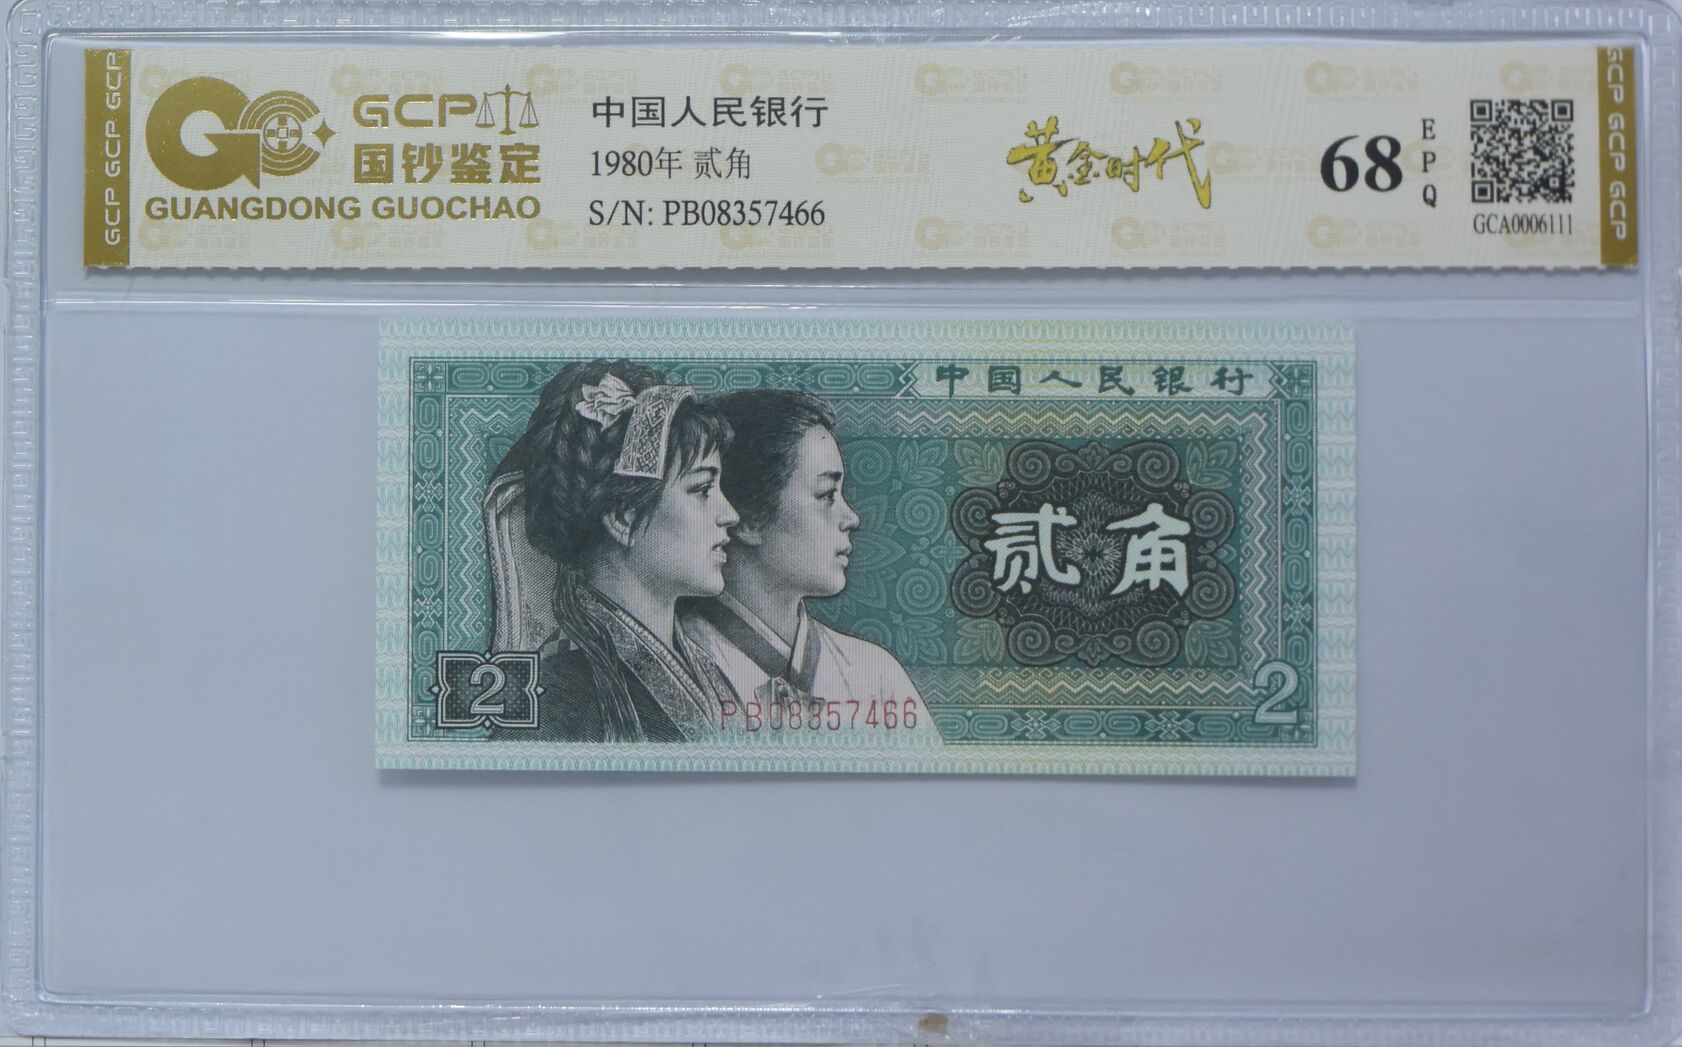 GCP GCP GCP
GCP
国钞鉴定
GUANGDONG GUOCHAO
中国人民银行
1980年 贰角
S/N: PB08357466
黄金时代
68
EPQ
GCA0006111
GCP GCP GCP
中国人民银行
贰角
2
2
PB08357466